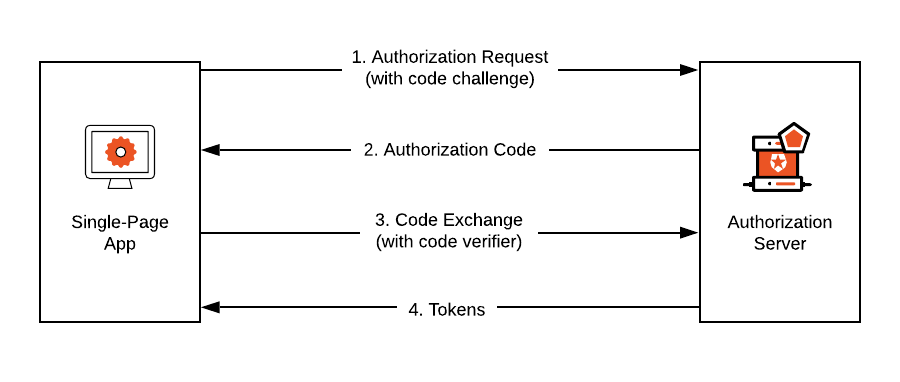 1. Authorization Request
(with code challenge)
2. Authorization Code
Single-Page
App
3. Code Exchange
(with code verifier)
Authorization
Server
4. Tokens